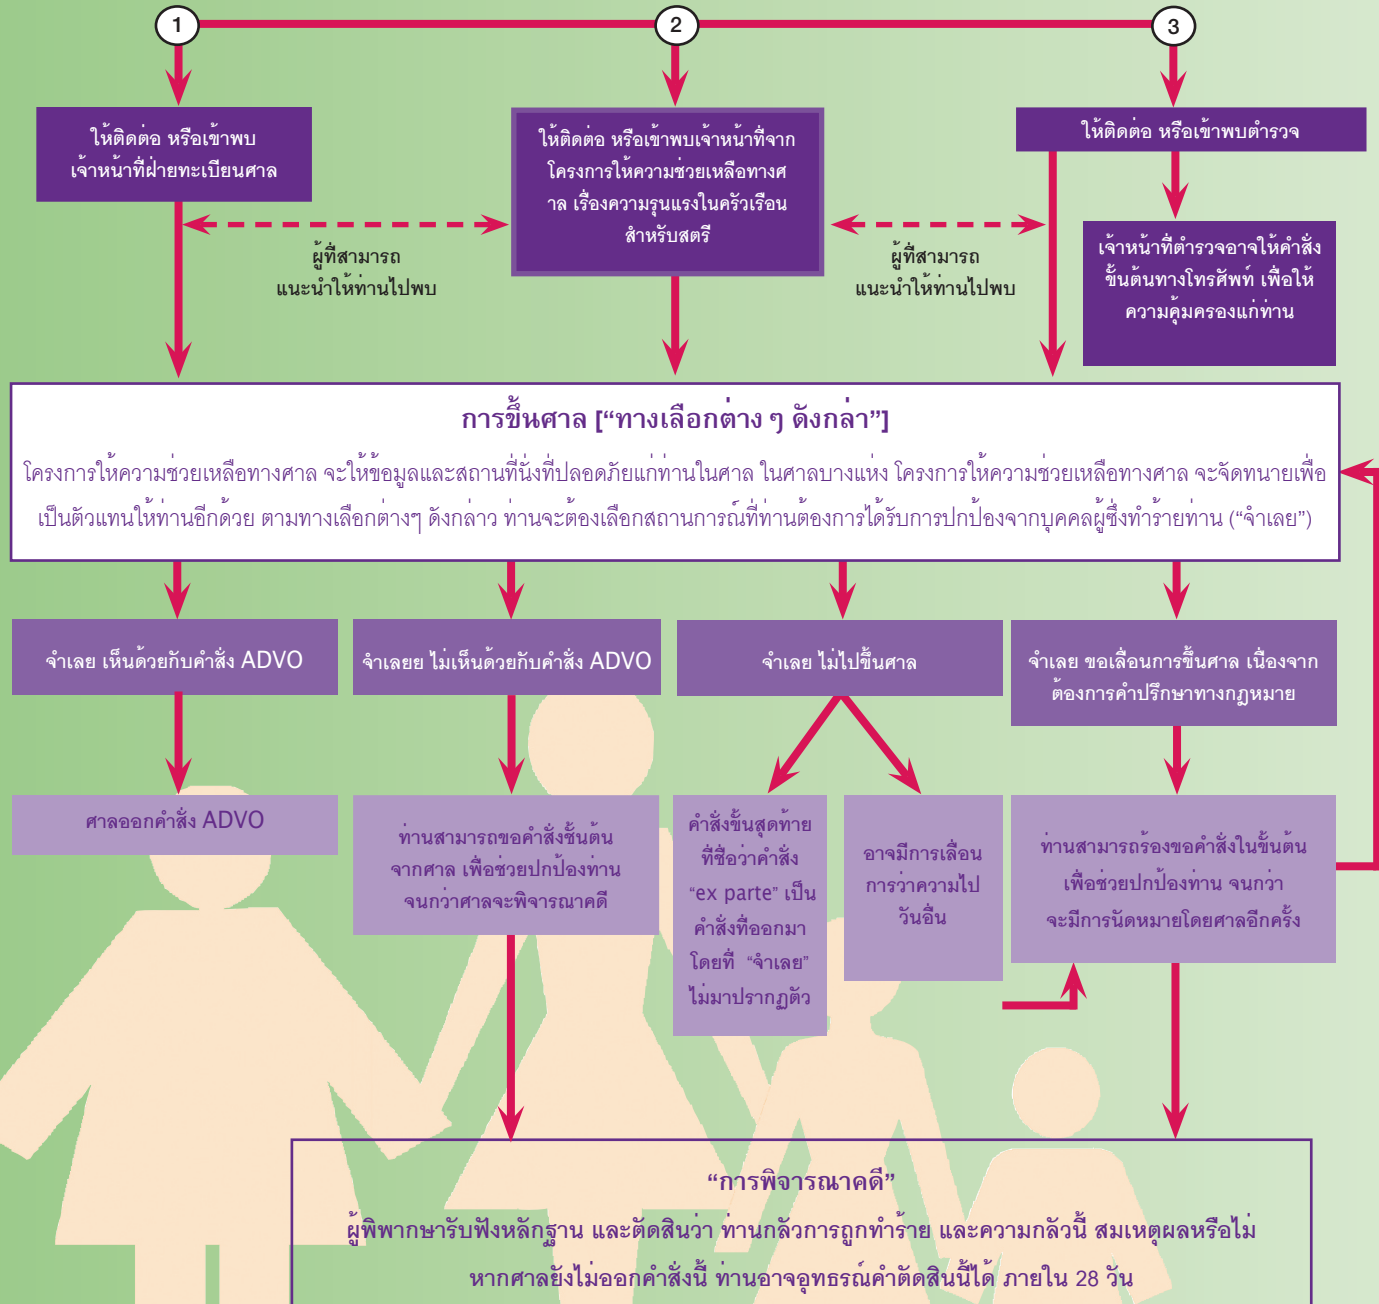 1
2
3
ให้ติดต่อ หรือเข้าพบ
เจ้าหน้าที่ฝ่ายทะเบียนศาล
ให้ติดต่อ หรือเข้าพบเจ้าหน้าที่จาก
โครงการให้ความช่วยเหลือทางศ
าล เรื่องความรุนแรงในครัวเรือน
สำหรับสตรี
ให้ติดต่อ หรือเข้าพบตำรวจ
ผู้ที่สามารถ
แนะนำให้ท่านไปพบ
ผู้ที่สามารถ
แนะนำให้ท่านไปพบ
เจ้าหน้าที่ตำรวจอาจให้คำสั่ง
ขั้นต้นทางโทรศัพท์ เพื่อให้
ความคุ้มครองแก่ท่าน
การขึ้นศาล [“ทางเลือกต่าง ๆ ดังกล่า”]
โครงการให้ความช่วยเหลือทางศาล จะให้ข้อมูลและสถานที่นั่งที่ปลอดภัยแก่ท่านในศาล ในศาลบางแห่ง โครงการให้ความช่วยเหลือทางศาล จะจัดทนายเพื่อ
เป็นตัวแทนให้ท่านอีกด้วย ตามทางเลือกต่างๆ ดังกล่าว ท่านจะต้องเลือกสถานการณ์ที่ท่านต้องการได้รับการปกป้องจากบุคคลผู้ซึ่งทำร้ายท่าน (“จำเลย”)
จำเลย เห็นด้วยกับคำสั่ง ADVO
จำเลยย ไม่เห็นด้วยกับคำสั่ง ADVO
จำเลย ไม่ไปขึ้นศาล
จำเลย ขอเลื่อนการขึ้นศาล เนื่องจาก
ต้องการคำปรึกษาทางกฎหมาย
ศาลออกคำสั่ง ADVO
ท่านสามารถขอคำสั่งชั้นต้น
จากศาล เพื่อช่วยปกป้องท่าน
จนกว่าศาลจะพิจารณาคดี
คำสั่งขั้นสุดท้าย
ที่ชื่อว่าคำสั่ง
“ex parte” เป็น
คำสั่งที่ออกมา
โดยที่ “จำเลย”
ไม่มาปรากฏตัว
อาจมีการเลื่อน
การว่าความไป
วันอื่น
ท่านสามารถร้องขอคำสั่งในขั้นต้น
เพื่อช่วยปกป้องท่าน จนกว่า
จะมีการนัดหมายโดยศาลอีกครั้ง
“การพิจารณาคดี”
ผู้พิพากษารับฟังหลักฐาน และตัดสินว่า ท่านกลัวการถูกทำร้าย และความกลัวนี้ สมเหตุผลหรือไม่
หากศาลยังไม่ออกคำสั่งนี้ ท่านอาจอุทธรณ์คำตัดสินนี้ได้ ภายใน 28 วัน